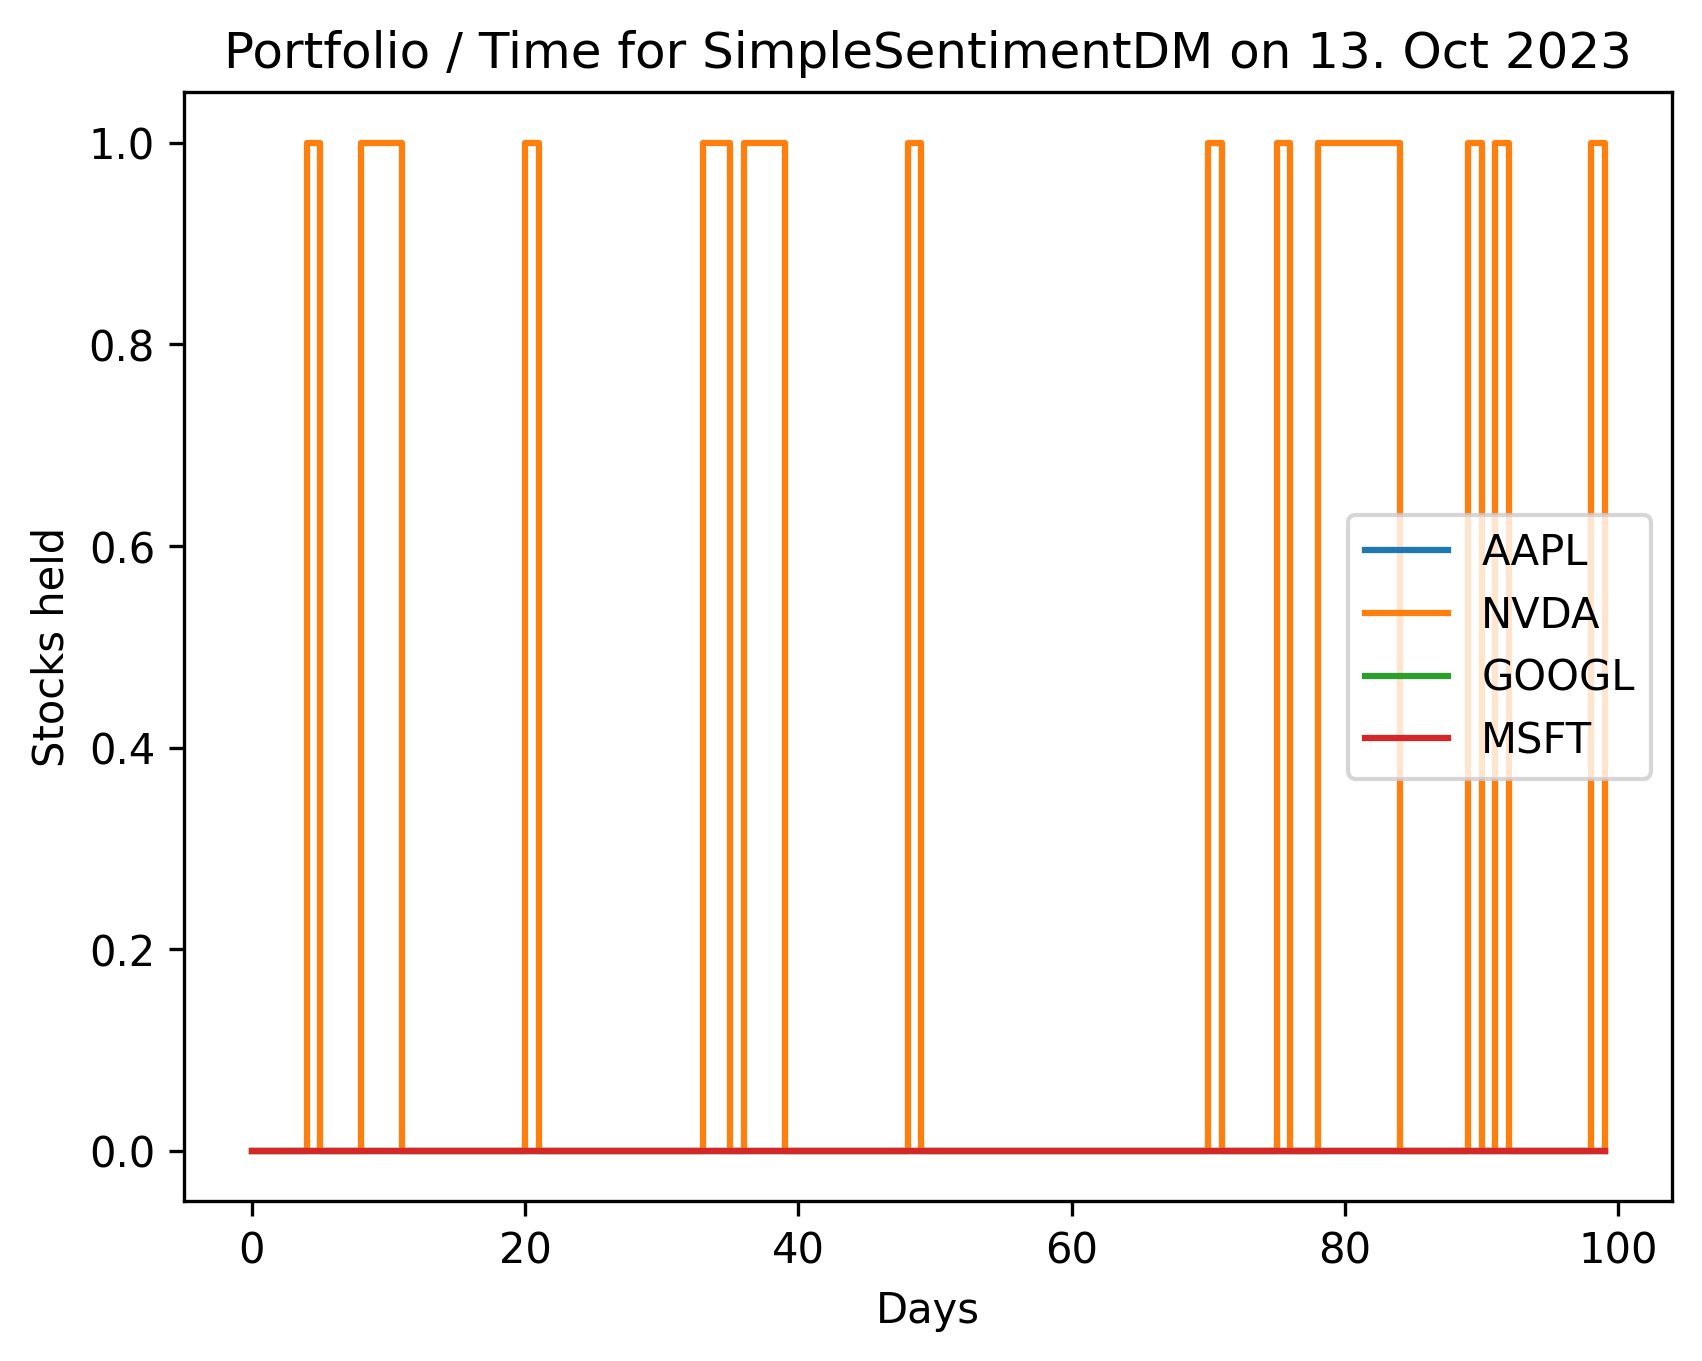 Portfolio / Time for SimpleSentimentDM on 13. Oct 2023
1.0
0.8
0.6
0.4
0.2
0.0
Stocks held
AAPL
NVDA
GOOGL
MSFT
0 20 40 60 80 100
Days